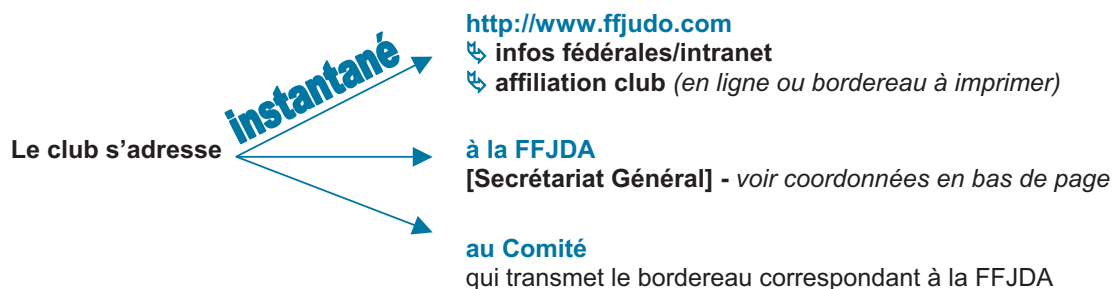 http://www.ffjudo.com
infos fédérales/intranet
affiliation club (en ligne ou bordereau à imprimer)
instantané
Le club s’adresse
à la FFJDA
[Secrétariat Général] - voir coordonnées en bas de page
au Comité
qui transmet le bordereau correspondant à la FFJDA